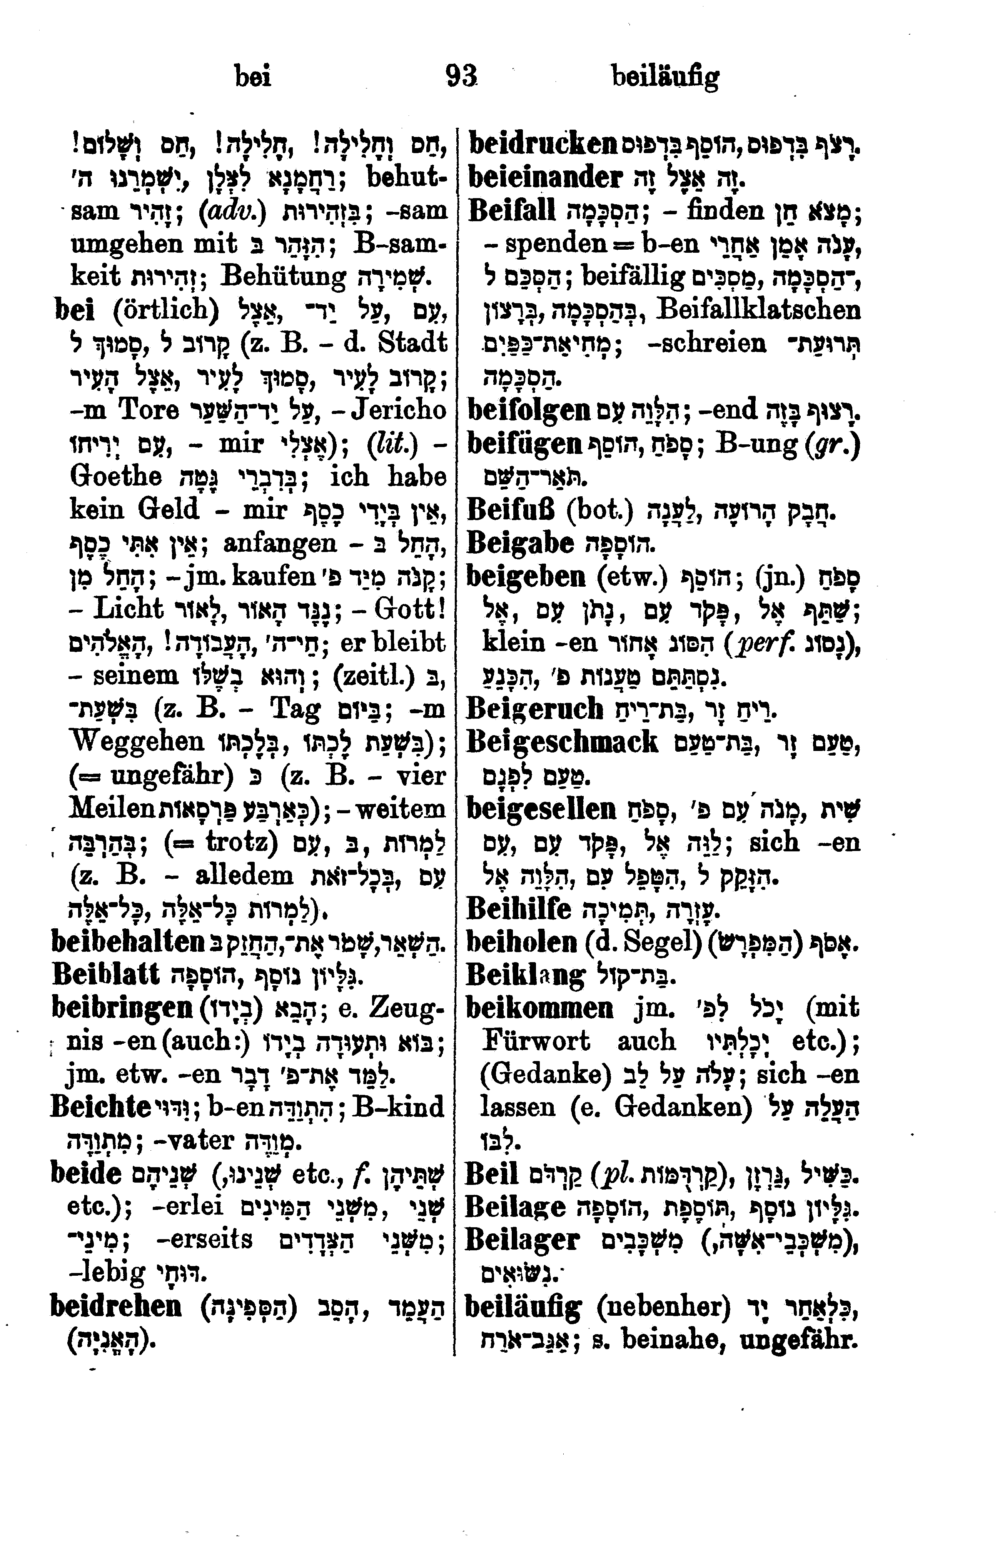 bei 93 beiläufig
חַס וְחָלִילָה! חָלִילָה! חַס וְשָׁלוֹם!,
רַחֲמָנָא לִצְלָן, יִשְׁמְרֵנוּ ה'; behut-
sam זָהִיר; (adv.) בִּזְהִירוּת; –sam
umgehen mit הִזָּהֵר בּ; B–sam-
keit זְהִירוּת; Behütung שְׁמִירָה.
bei (örtlich) אֵצֶל, עַל יַד־, עִם,
קָרוֹב ל, סָמוּךְ ל (z. B. – d. Stadt
קָרוֹב לָעִיר, סָמוּךְ לָעִיר, אֵצֶל הָעִיר;
–m Tore עַל יַד־הַשַּׁעַר, – Jericho
עִם יְרִיחוֹ, – mir אֶצְלִי); (lit.) –
Goethe בְּדִבְרֵי גֵּטֶה; ich habe
kein Geld – mir אֵין בְּיָדִי כָסֶף,
אֵין אִתִּי כָסֶף; anfangen – הָחֵל בּ,
הָחֵל מִן; –jm. kaufen קָנֹה מִיַּד פ';
– Licht נֶגֶד הָאוֹר, לָאוֹר; – Gott!
חֵי־ה', הָעֲבוֹדָה!, הָאֱלֹהִים; er bleibt
– seinem וְהוּא בְשֶׁלּוֹ; (zeitl.) בּ,
בִּשְׁעַת־ (z. B. – Tag בַּיּוֹם; –m
Weggehen בִּשְׁעַת לֶכְתּוֹ, בְּלֶכְתּוֹ);
(= ungefähr) כּ (z. B. – vier
Meilen כְּאַרְבַּע פַּרְסָאוֹת); – weitem
בְּהַרְבֵּה; (= trotz) לַמְרוֹת, בּ, עִם
(z. B. – alledem עִם, בְּכָל־זֹאת
לַמְרוֹת כָּל־אֵלֶּה, כָּל־אֵלֶּה).
beibehalten הַשְׁאֵר, שָׁמֹר אֶת־, הַחֲזֵק בּ.
Beiblatt גִּלָּיוֹן נוֹסָף, הוֹסָפָה.
beibringen הָבֵא (בְיָדוֹ); e. Zeug-
nis –en (auch:) בּוֹא וּתְעוּדָה בְיָדוֹ;
jm. etw. –en לַמֵּד אֶת־פ' דָּבָר.
Beichte וִדּוּי; b–en הִתְוַדֵּה; B–kind
מִתְוַדֶּה; –vater מְוַדֶּה.
beide שְׁנֵיהֶם (שְׁנֵינוּ, etc., f. שְׁתֵּיהֶן
etc.); –erlei שְׁנֵי, מִשְּׁנֵי הַמִּינִים
מִינֵי־; –erseits מִשְּׁנֵי הַצְּדָדִים;
–lebig דּוּחַי.
beidrehen הַעֲמֵד, הָסֵב (הַסְּפִינָה)
(הָאֳנִיָּה).
beidrucken רָצֹף בִּדְפוּס, הוֹסֵף בִּדְפוּס.
beieinander זֶה אֵצֶל זֶה.
Beifall הַסְכָּמָה; – finden מָצֹא חֵן;
– spenden = b–en עָנֹה אָמֵן אַחֲרֵי,
הַסְכֵּם ל; beifällig הַסְכָּמָה, מַסְכִּים־,
בְּהַסְכָּמָה, בְּרָצוֹן, Beifallklatschen
מְחִיאַת־כַּפַּיִם; –schreien תְּרוּעַת־
הַסְכָּמָה.
beifolgen הִלָּוֵה עִם; –end רָצוּף בָּזֶה.
beifügen סָפֹחַ, הוֹסֵף; B–ung (gr.)
תֹּאַר־הַשֵּׁם.
Beifuß (bot.) חֲבַק הָרוֹעֶה, לַעֲנָה.
Beigabe הוֹסָפָה.
beigeben (etw.) הוֹסֵף; (jn.) סָפֹחַ
אֶל, עִם, נָתֹן עִם, פָּקֹד עִם, שַׁתֵּף אֶל;
klein –en הִסּוֹג אָחוֹר (perf. נָסוֹג),
הִכָּנֵעַ, נִסְתַּתֵּם טַעֲנוֹת פ'.
Beigeruch רֵיחַ זָר, בַּת־רֵיחַ.
Beigeschmack טַעַם זָר, בַּת־טַעַם,
טַעַם לִפְגָם.
beigesellen שִׁית, מָנֹה עִם פ', סָפֹחַ
עִם, פָּקֹד עִם, לַוֵּה אֶל; sich –en
הִזָּקֵק ל, הִטָּפֵל עִם, הִלָּוֵה אֶל.
Beihilfe עֶזְרָה, תְּמִיכָה.
beiholen (d. Segel) אָסֹף (הַמִּפְרָשׂ).
Beiklang בַּת־קוֹל.
beikommen jm. יָכֹל לְפ' (mit
Fürwort auch יְכָלְתִּיו etc.);
(Gedanke) עָלֹה עַל לֵב; sich –en
lassen (e. Gedanken) הַעֲלֵה עַל
לִבּוֹ.
Beil קַרְדֹּם (pl. קַרְדֻּמּוֹת), גַּרְזֶן, כַּשִּׁיל.
Beilage גִּלָּיוֹן נוֹסָף, תּוֹסֶפֶת, הוֹסָפָה.
Beilager מִשְׁכָּבִים (מִשְׁכְּבֵי־אִשָּׁה,),
נִשּׂוּאִים.
beiläufig (nebenher) כִּלְאַחַר יָד,
אַגַּב־אֹרַח; s. beinahe, ungefähr.